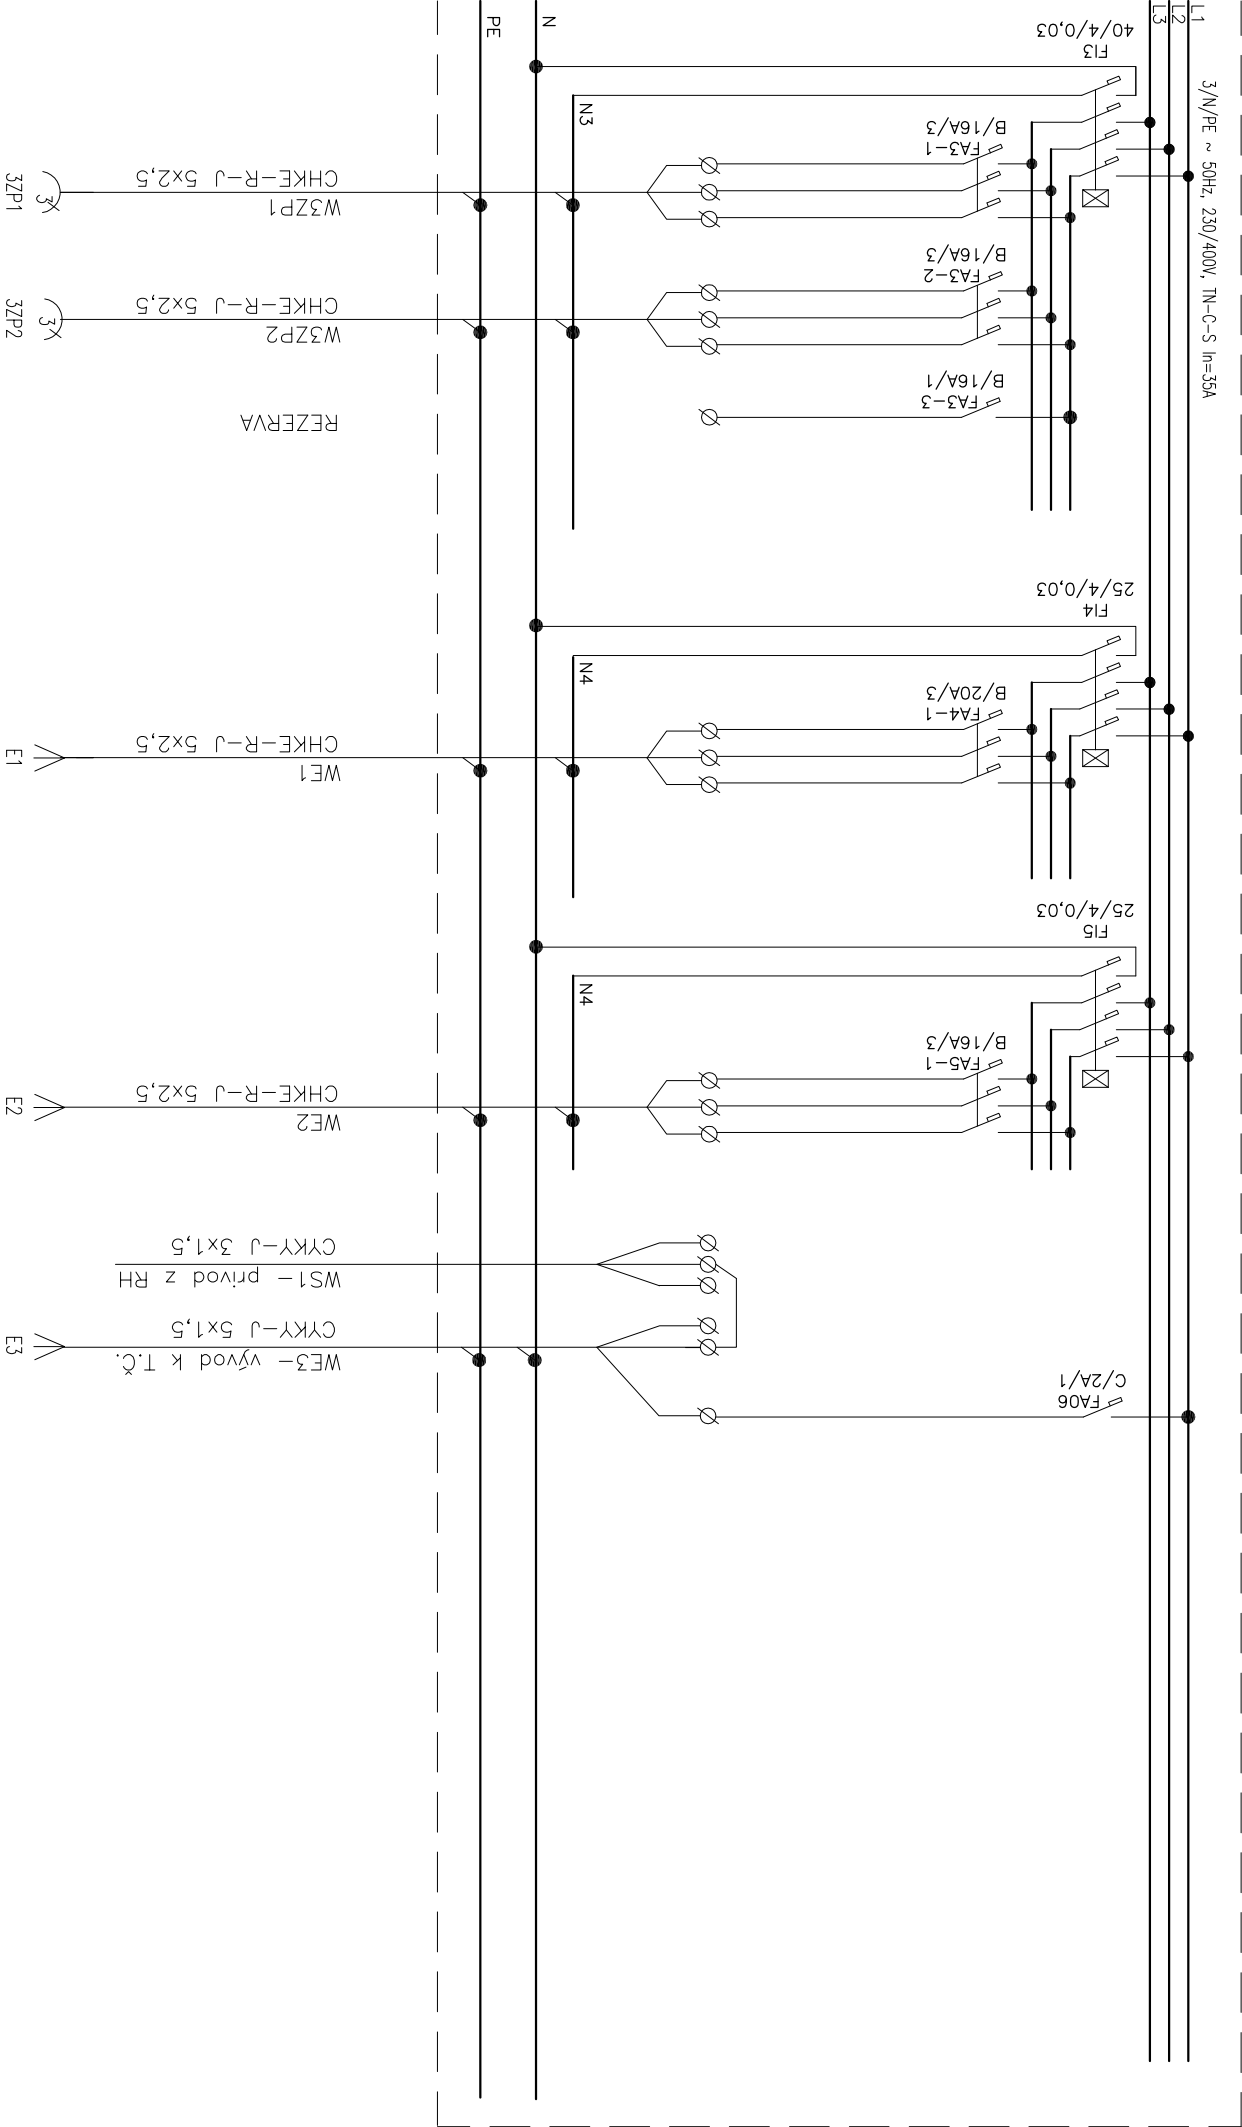 L1
L2
L3
3/N/PE ~ 50Hz, 230/400V, TN-C-S In=35A
N
PE
FI3
40/4/0,03
N3
FA3-1
B/16A/3
W3ZP1
CHKE-R-J 5x2,5
3
3ZP1
FA3-2
B/16A/3
W3ZP2
CHKE-R-J 5x2,5
3
3ZP2
FA3-3
B/16A/1
REZERVA
FI4
25/4/0,03
N4
FA4-1
B/20A/3
WE1
CHKE-R-J 5x2,5
E1
FI5
25/4/0,03
N4
FA5-1
B/16A/3
WE2
CHKE-R-J 5x2,5
E2
WS1- prívod z RH
CYKY-J 3x1,5
WE3- vývod k T.Č.
CYKY-J 5x1,5
E3
FA06
C/2A/1